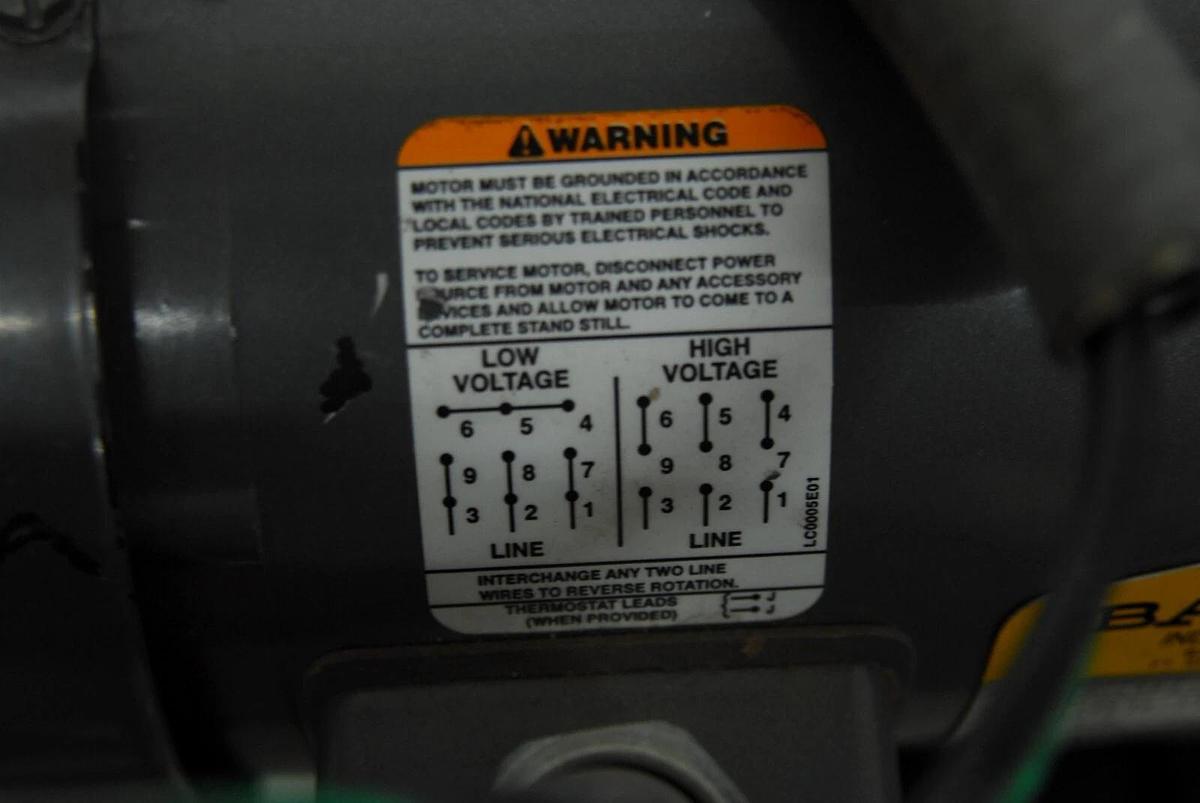 WARNING
MOTOR MUST BE GROUNDED IN ACCORDANCE
WITH THE NATIONAL ELECTRICAL CODE AND
LOCAL CODES BY TRAINED PERSONNEL TO
PREVENT SERIOUS ELECTRICAL SHOCKS.
TO SERVICE MOTOR, DISCONNECT POWER
URCE FROM MOTOR AND ANY ACCESSORY
VICES AND ALLOW MOTOR TO COME TO A
COMPLETE STAND STILL.
LOW
VOLTAGE
6 5 4
9 8 7
3 2 1
LINE
HIGH
VOLTAGE
6 5 4
9 8 7
3 2 1
LINE
LC0005E01
INTERCHANGE ANY TWO LINE
WIRES TO REVERSE ROTATION.
THERMOSTAT LEADS J
(WHEN PROVIDED) J
BA